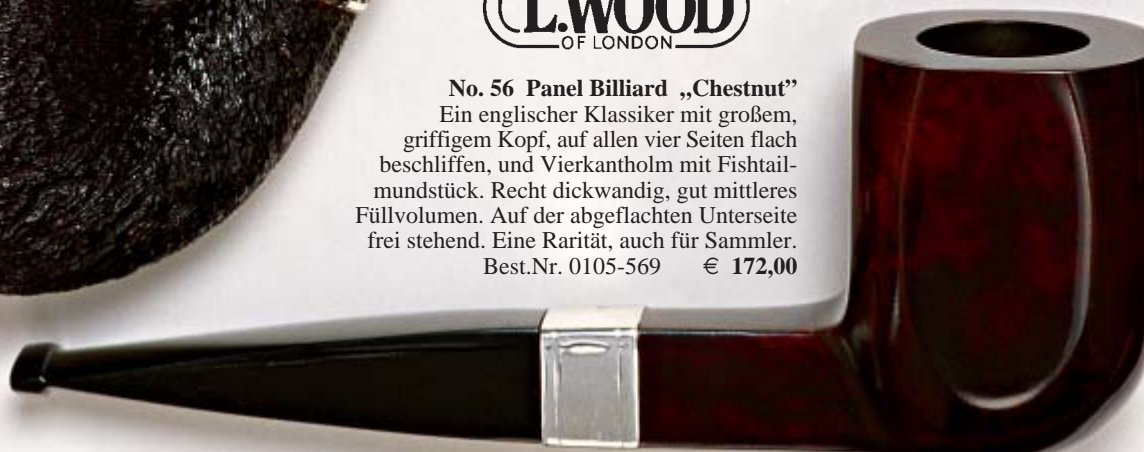 L.WOOD
OF LONDON
No. 56 Panel Billiard „Chestnut”
Ein englischer Klassiker mit großem,
griffigem Kopf, auf allen vier Seiten flach
beschliffen, und Vierkantholm mit Fishtail-
mundstück. Recht dickwandig, gut mittleres
Füllvolumen. Auf der abgeflachten Unterseite
frei stehend. Eine Rarität, auch für Sammler.
Best.Nr. 0105-569 € 172,00